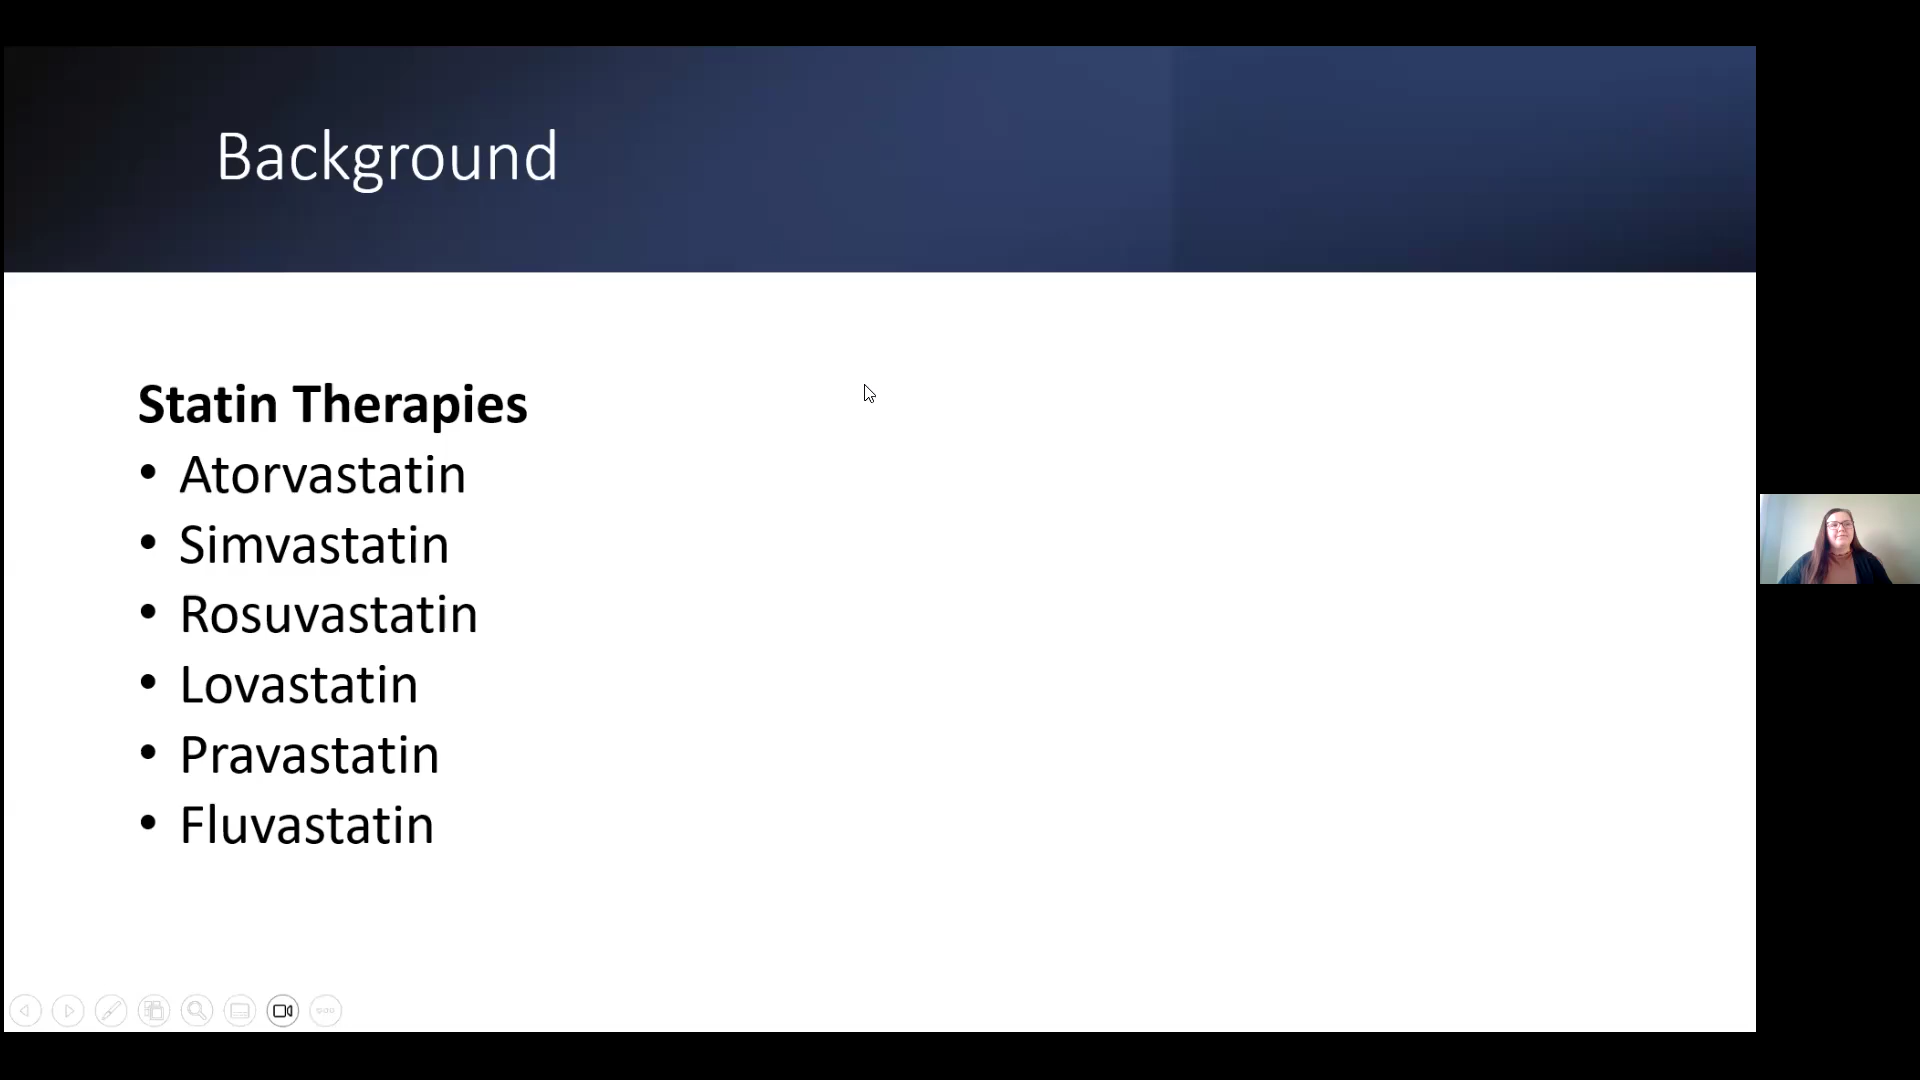 Background
Statin Therapies
• Atorvastatin
• Simvastatin
• Rosuvastatin
• Lovastatin
• Pravastatin
• Fluvastatin